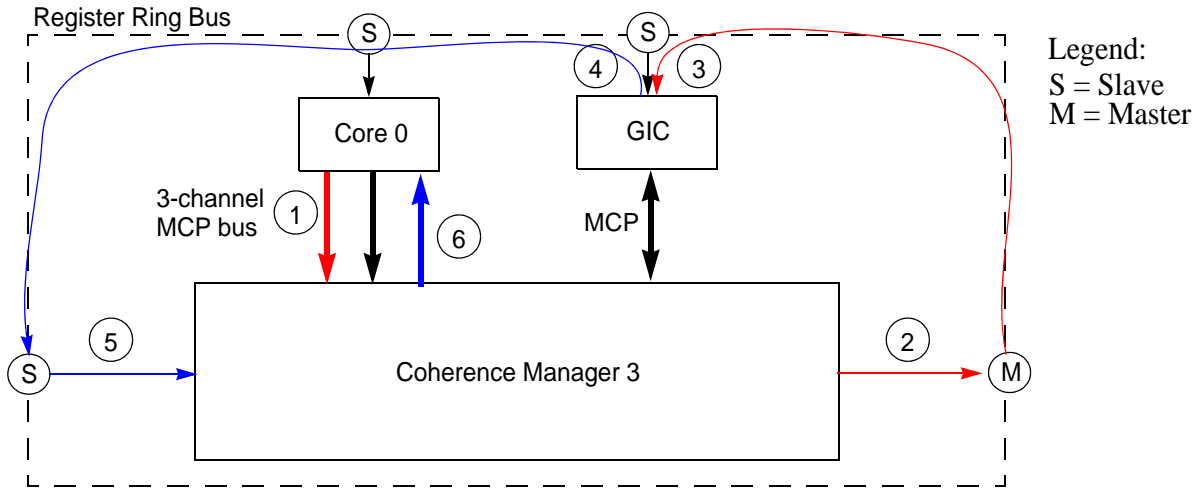 Register Ring Bus
S
S
Legend:
S = Slave
M = Master
4
3
Core 0
GIC
3-channel
MCP bus
1
6
MCP
5
2
S
Coherence Manager 3
M